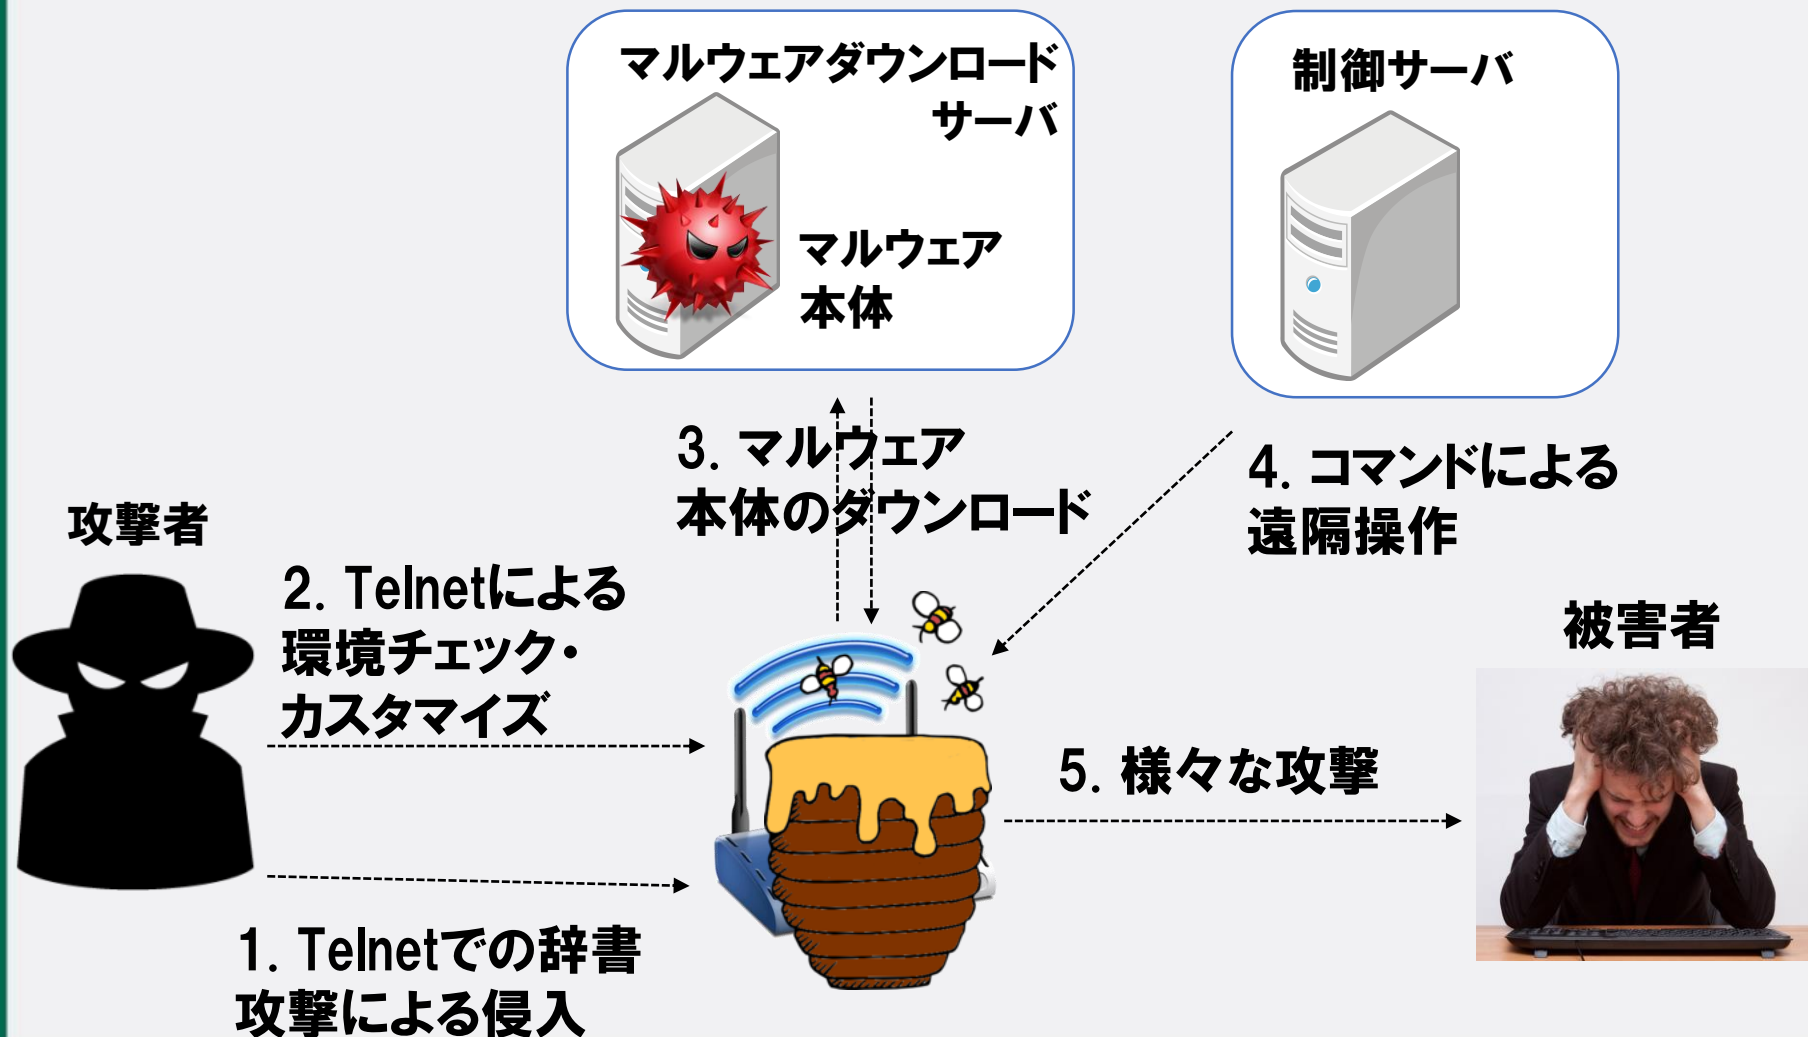 マルウェアダウンロード
サーバ
マルウェア
本体
制御サーバ
3. マルウェア
本体のダウンロード
4. コマンドによる
遠隔操作
攻撃者
2. Telnetによる
環境チェック・
カスタマイズ
被害者
5. 様々な攻撃
1. Telnetでの辞書
攻撃による侵入